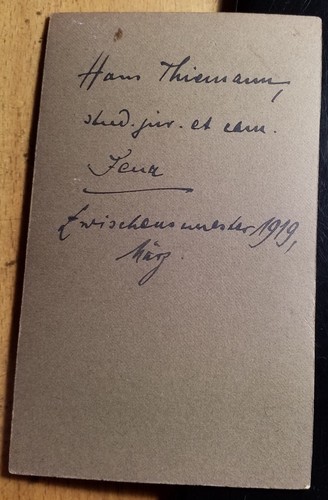 Hans Thiemann,
stud. jur. et cam.
Jena
Zwischensemester 1919,
März.